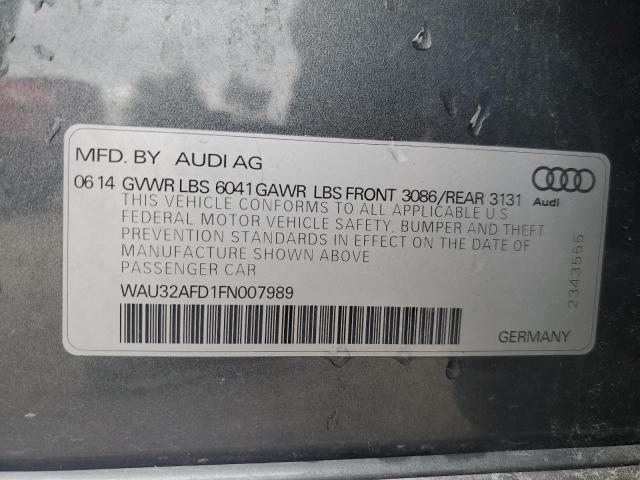 MFD. BY AUDI AG
06 14 GVWR LBS 6041 GAWR LBS FRONT 3086/REAR 3131
THIS VEHICLE CONFORMS TO ALL APPLICABLE U.S
FEDERAL MOTOR VEHICLE SAFETY, BUMPER AND THEFT
PREVENTION STANDARDS IN EFFECT ON THE DATE OF
MANUFACTURE SHOWN ABOVE
PASSENGER CAR
WAU32AFD1FN007989
Audi
2343555
GERMANY